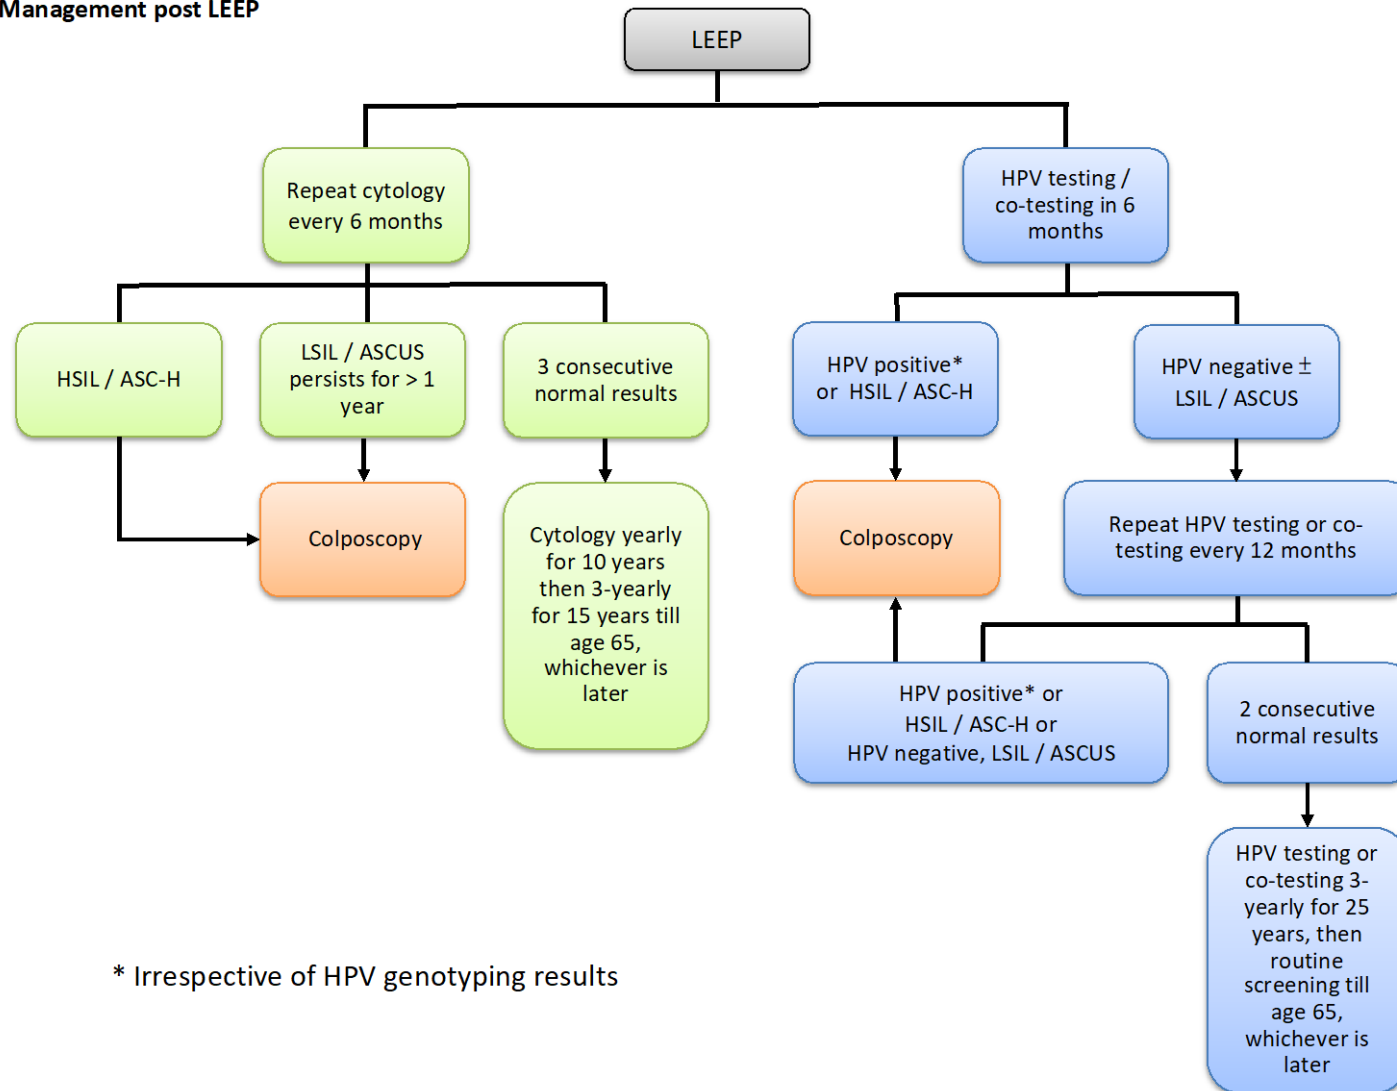 Management post LEEP
LEEP
Repeat cytology
every 6 months
HPV testing /
co-testing in 6
months
HSIL / ASC-H
LSIL / ASCUS
persists for > 1
year
3 consecutive
normal results
HPV positive*
or HSIL / ASC-H
HPV negative ±
LSIL / ASCUS
Colposcopy
Cytology yearly
for 10 years
then 3-yearly
for 15 years till
age 65,
whichever is
later
Colposcopy
Repeat HPV testing or co-
testing every 12 months
HPV positive* or
HSIL / ASC-H or
HPV negative, LSIL / ASCUS
2 consecutive
normal results
HPV testing or
co-testing 3-
yearly for 25
years, then
routine
screening till
age 65,
whichever is
later
* Irrespective of HPV genotyping results